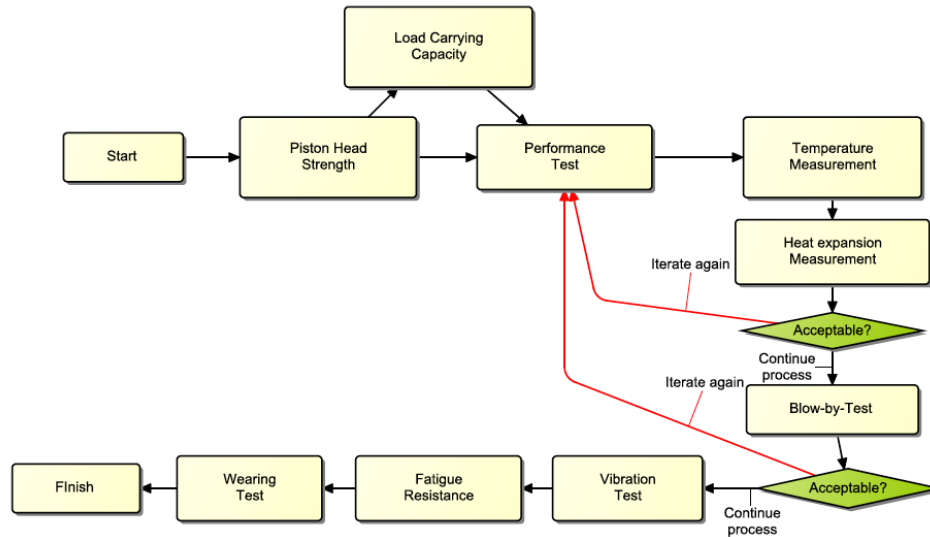 Load Carrying
Capacity
Start
Piston Head
Strength
Performance
Test
Temperature
Measurement
Heat expansion
Measurement
Iterate again
Acceptable?
Continue
process
Iterate again
Blow-by-Test
FInish
Wearing
Test
Fatigue
Resistance
Vibration
Test
Acceptable?
Continue
process